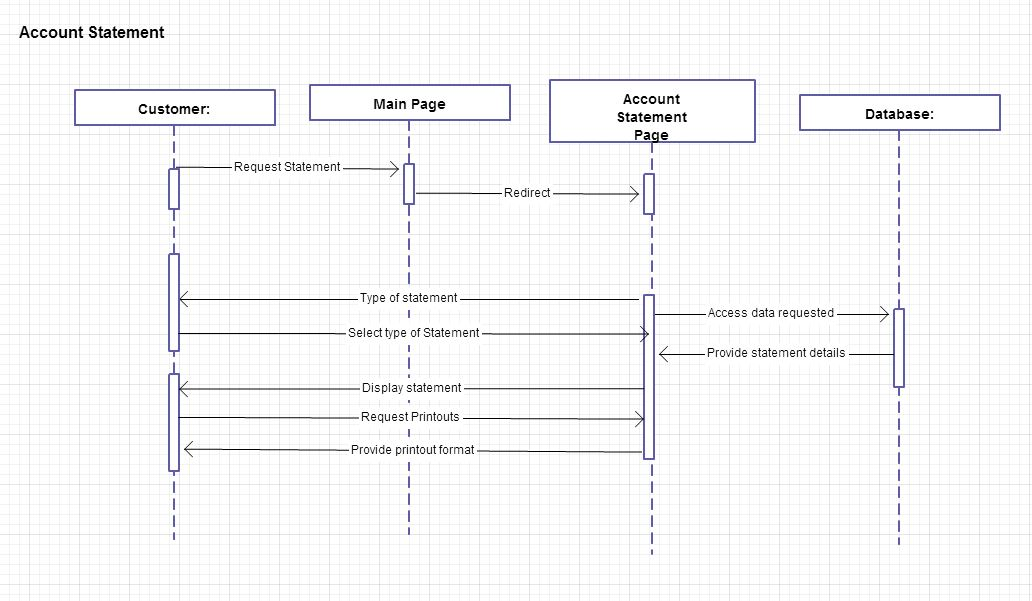 Account Statement
Customer:
Main Page
Account
Statement
Page
Database:
Request Statement
Redirect
Type of statement
Access data requested
Select type of Statement
Provide statement details
Display statement
Request Printouts
Provide printout format